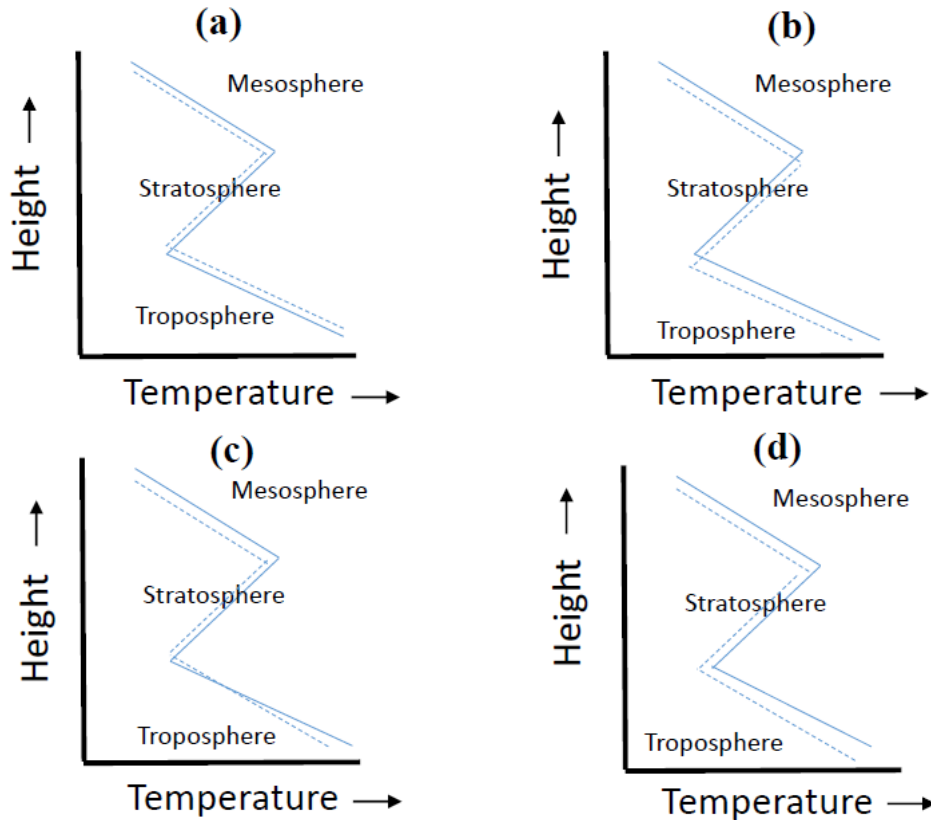 (a)
Mesosphere
Stratosphere
Troposphere
Height
Temperature
(b)
Mesosphere
Stratosphere
Troposphere
Height
Temperature
(c)
Mesosphere
Stratosphere
Troposphere
Height
Temperature
(d)
Mesosphere
Stratosphere
Troposphere
Height
Temperature